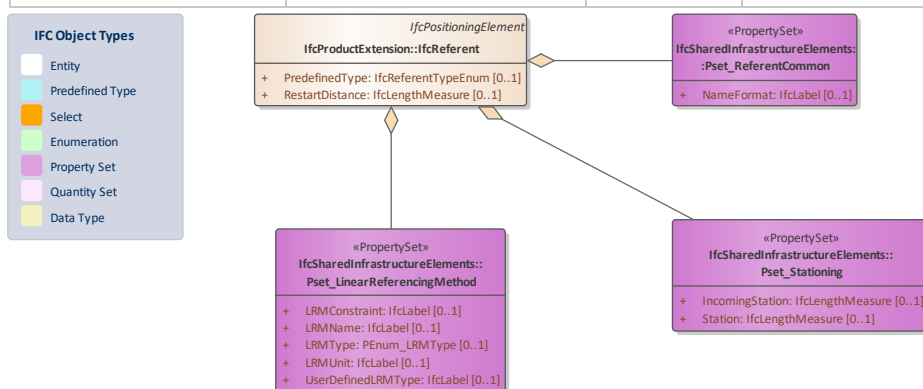 IFC Object Types
Entity
Predefined Type
Select
Enumeration
Property Set
Quantity Set
Data Type
IfcPositioningElement
IfcProductExtension::IfcReferent
+ PredefinedType: IfcReferentTypeEnum [0..1]
+ RestartDistance: IfcLengthMeasure [0..1]
«PropertySet»
IfcSharedInfrastructureElements:
:Pset_ReferentCommon
+ NameFormat: IfcLabel [0..1]
«PropertySet»
IfcSharedInfrastructureElements::
Pset_LinearReferencingMethod
+ LRMConstraint: IfcLabel [0..1]
+ LRMName: IfcLabel [0..1]
+ LRMType: PEnum_LRMType [0..1]
+ LRMUnit: IfcLabel [0..1]
+ UserDefinedLRMType: IfcLabel [0..1]
«PropertySet»
IfcSharedInfrastructureElements::
Pset_Stationing
+ IncomingStation: IfcLengthMeasure [0..1]
+ Station: IfcLengthMeasure [0..1]